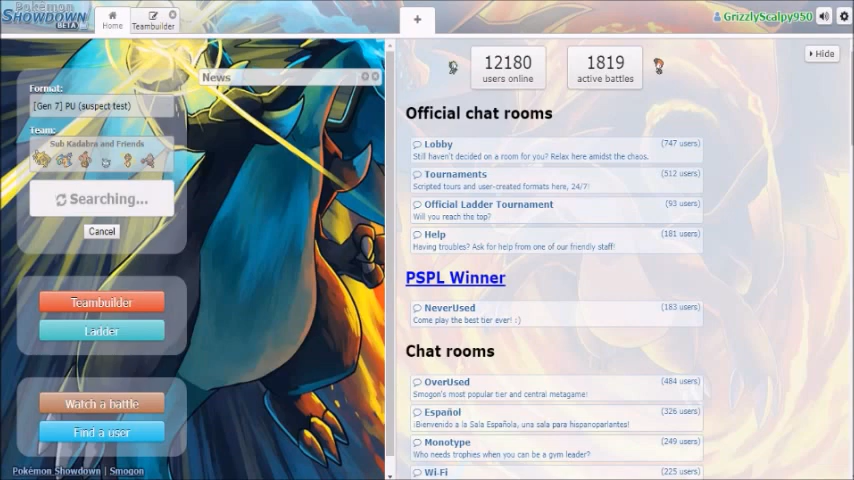 Pokémon
SHOWDOWN
BETA
Home
Teambuilder
+
GrizzlyScalpy950
News
Format:
[Gen 7] PU (suspect test)
Team:
Sub Kadabra and Friends
Searching...
Cancel
Teambuilder
Ladder
Watch a battle
Find a user
Pokémon Showdown | Smogon
12180
users online
1819
active battles
Hide
Official chat rooms
Lobby (747 users)
Still haven't decided on a room for you? Relax here amidst the chaos.
Tournaments (512 users)
Scripted tours and user-created formats here, 24/7!
Official Ladder Tournament (93 users)
Will you reach the top?
Help (181 users)
Having troubles? Ask for help from one of our friendly staff!
PSPL Winner
NeverUsed (183 users)
Come play the best tier ever! :)
Chat rooms
OverUsed (484 users)
Smogon's most popular tier and central metagame!
Español (326 users)
¡Bienvenido a la Sala Española, una sala para hispanoparlantes!
Monotype (249 users)
Who needs trophies when you can be a gym leader?
Wi-Fi (225 users)